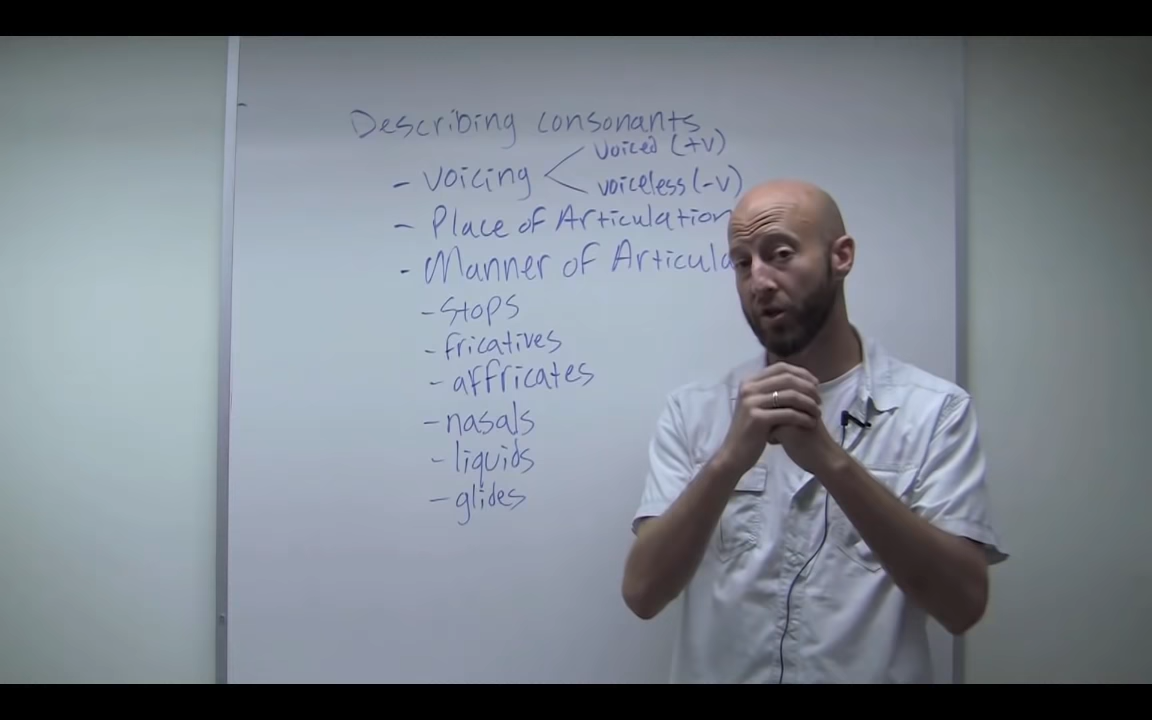 Describing consonants
- Voicing < voiced (+v)
voiceless (-v)
- Place of Articulation
- Manner of Articula
- stops
- fricatives
- affricates
- nasals
- liquids
- glides